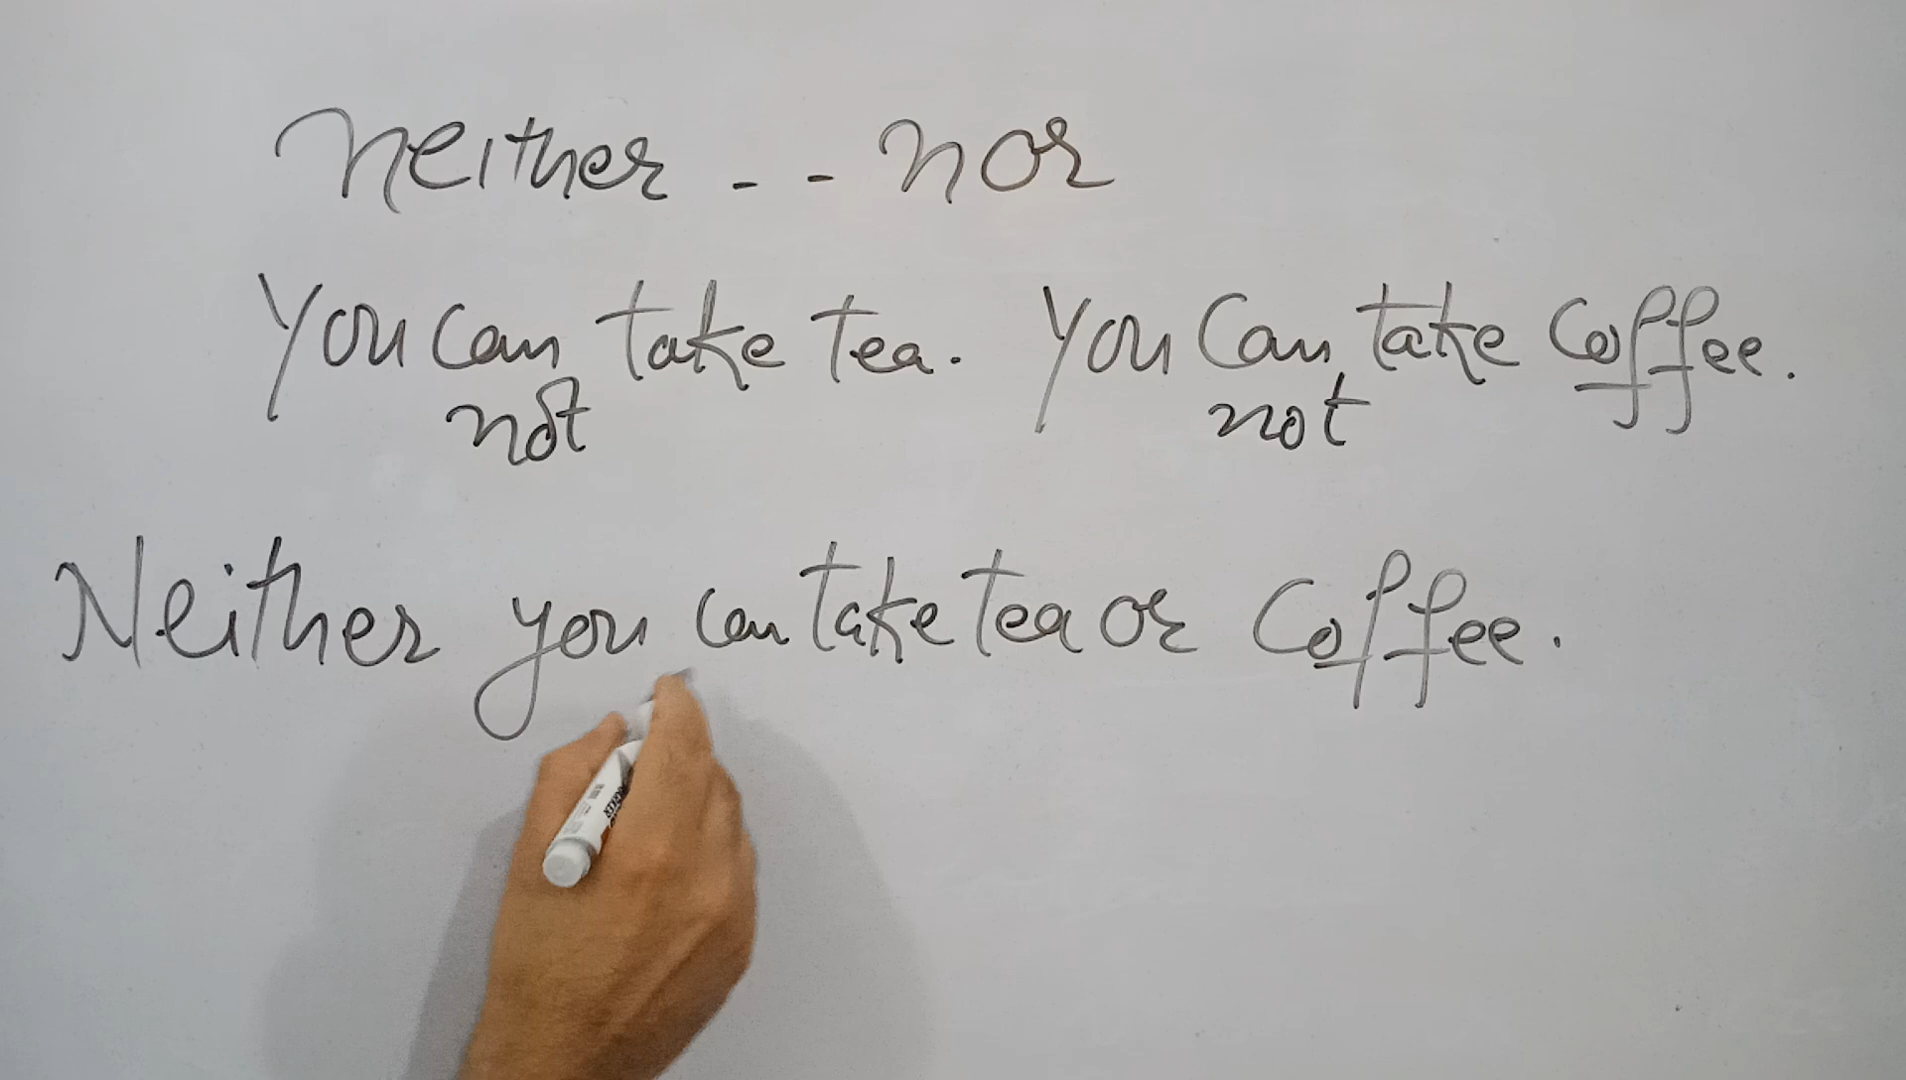 neither - - nor
You can take tea. You can take coffee.
not not
Neither you can take tea or coffee.